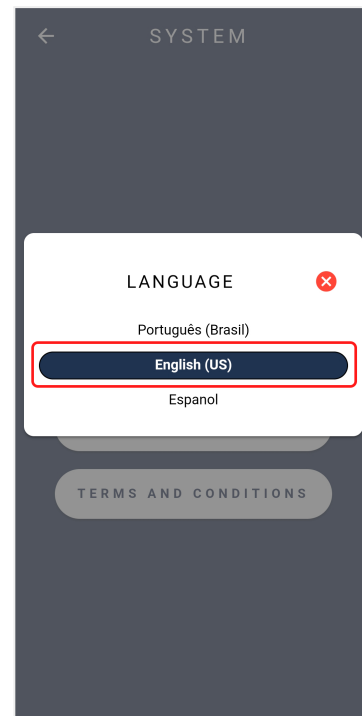 SYSTEM
LANGUAGE
Português (Brasil)
English (US)
Espanol
TERMS AND CONDITIONS